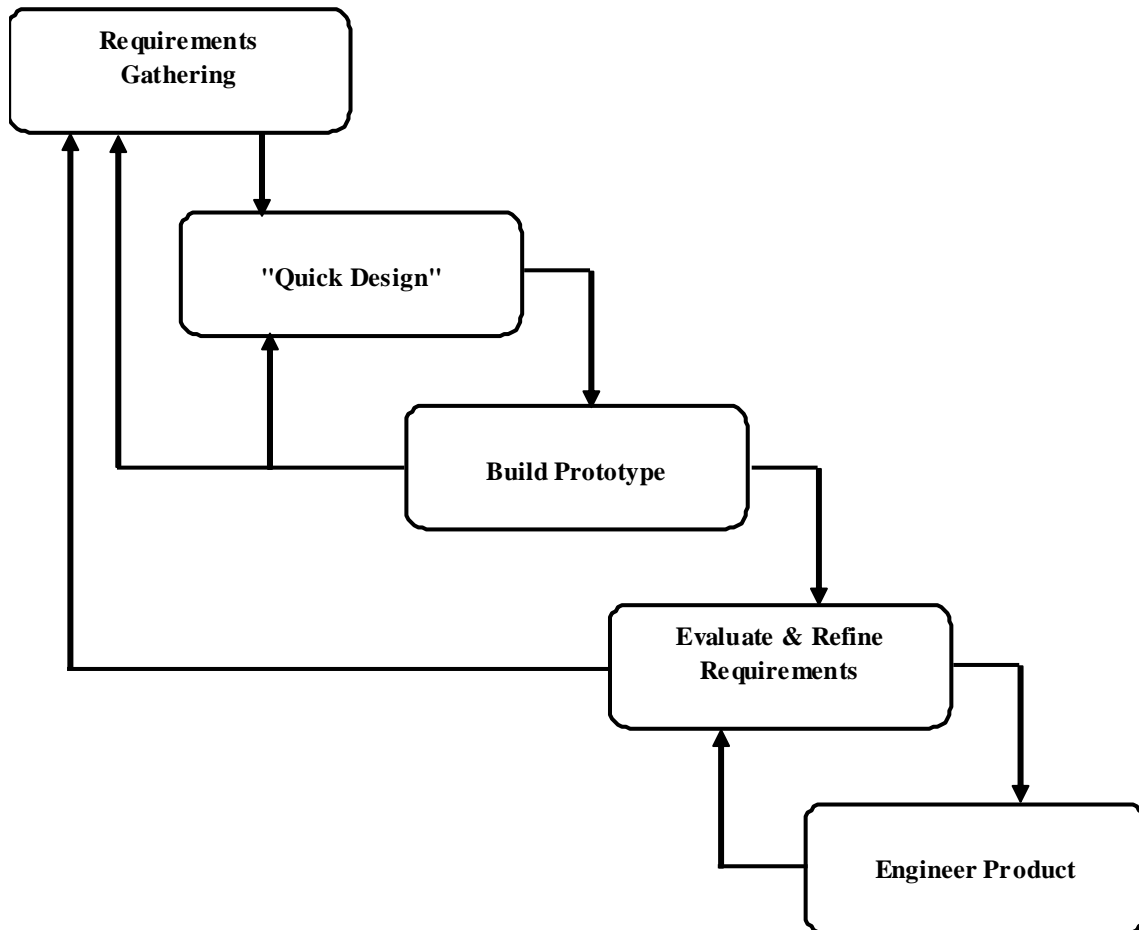 Requirements
Gathering
"Quick Design"
Build Prototype
Evaluate & Refine
Requirements
Engineer Product